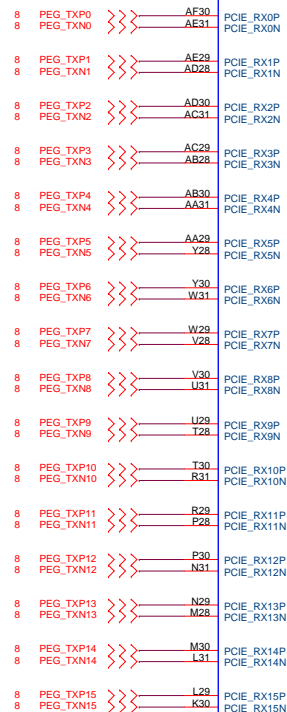 8 PEG_TXP0 AF30 PCIE_RX0P
8 PEG_TXN0 AE31 PCIE_RX0N
8 PEG_TXP1 AE29 PCIE_RX1P
8 PEG_TXN1 AD28 PCIE_RX1N
8 PEG_TXP2 AD30 PCIE_RX2P
8 PEG_TXN2 AC31 PCIE_RX2N
8 PEG_TXP3 AC29 PCIE_RX3P
8 PEG_TXN3 AB28 PCIE_RX3N
8 PEG_TXP4 AB30 PCIE_RX4P
8 PEG_TXN4 AA31 PCIE_RX4N
8 PEG_TXP5 AA29 PCIE_RX5P
8 PEG_TXN5 Y28 PCIE_RX5N
8 PEG_TXP6 Y30 PCIE_RX6P
8 PEG_TXN6 W31 PCIE_RX6N
8 PEG_TXP7 W29 PCIE_RX7P
8 PEG_TXN7 V28 PCIE_RX7N
8 PEG_TXP8 V30 PCIE_RX8P
8 PEG_TXN8 U31 PCIE_RX8N
8 PEG_TXP9 U29 PCIE_RX9P
8 PEG_TXN9 T28 PCIE_RX9N
8 PEG_TXP10 T30 PCIE_RX10P
8 PEG_TXN10 R31 PCIE_RX10N
8 PEG_TXP11 R29 PCIE_RX11P
8 PEG_TXN11 P28 PCIE_RX11N
8 PEG_TXP12 P30 PCIE_RX12P
8 PEG_TXN12 N31 PCIE_RX12N
8 PEG_TXP13 N29 PCIE_RX13P
8 PEG_TXN13 M28 PCIE_RX13N
8 PEG_TXP14 M30 PCIE_RX14P
8 PEG_TXN14 L31 PCIE_RX14N
8 PEG_TXP15 L29 PCIE_RX15P
8 PEG_TXN15 K30 PCIE_RX15N